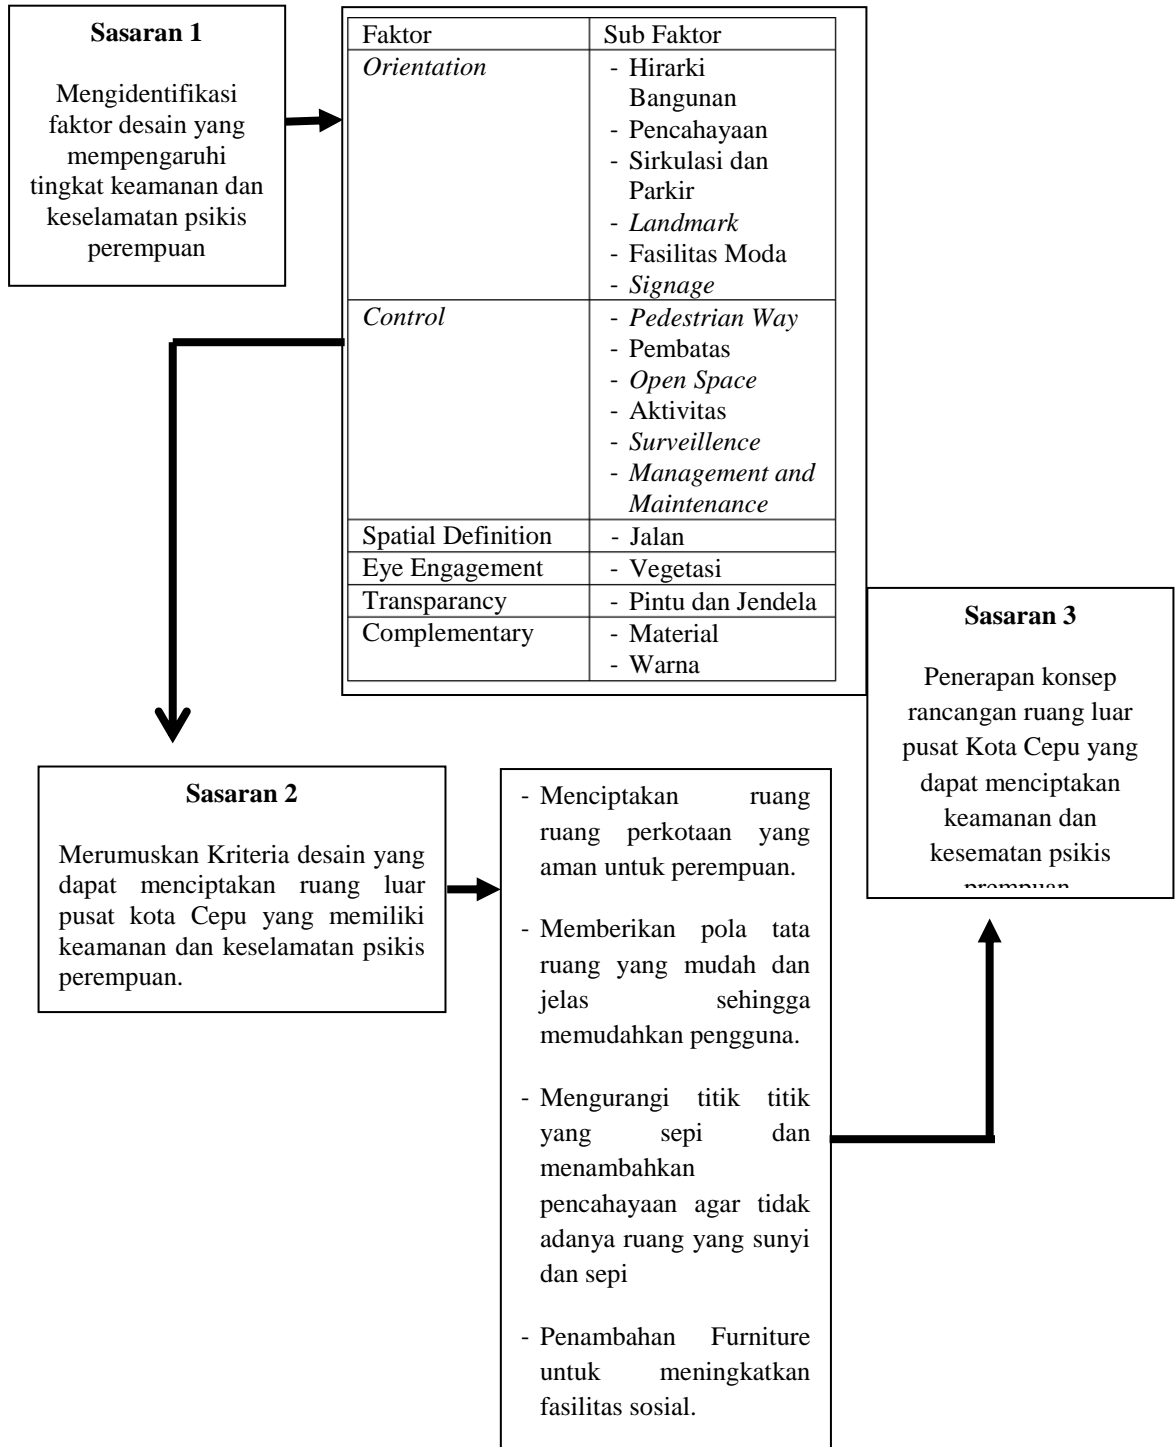 Sasaran 1
Mengidentifikasi
faktor desain yang
mempengaruhi
tingkat keamanan dan
keselamatan psikis
perempuan
Faktor Sub Faktor
Orientation - Hirarki
Bangunan
- Pencahayaan
- Sirkulasi dan
Parkir
- Landmark
- Fasilitas Moda
- Signage
Control - Pedestrian Way
- Pembatas
- Open Space
- Aktivitas
- Surveillence
- Management and
Maintenance
Spatial Definition - Jalan
Eye Engagement - Vegetasi
Transparancy - Pintu dan Jendela
Complementary - Material
- Warna
Sasaran 2
Merumuskan Kriteria desain yang
dapat menciptakan ruang luar
pusat kota Cepu yang memiliki
keamanan dan keselamatan psikis
perempuan.
- Menciptakan ruang
ruang perkotaan yang
aman untuk perempuan.
- Memberikan pola tata
ruang yang mudah dan
jelas sehingga
memudahkan pengguna.
- Mengurangi titik titik
yang sepi dan
menambahkan
pencahayaan agar tidak
adanya ruang yang sunyi
dan sepi
- Penambahan Furniture
untuk meningkatkan
fasilitas sosial.
Sasaran 3
Penerapan konsep
rancangan ruang luar
pusat Kota Cepu yang
dapat menciptakan
keamanan dan
kesematan psikis
prempuan